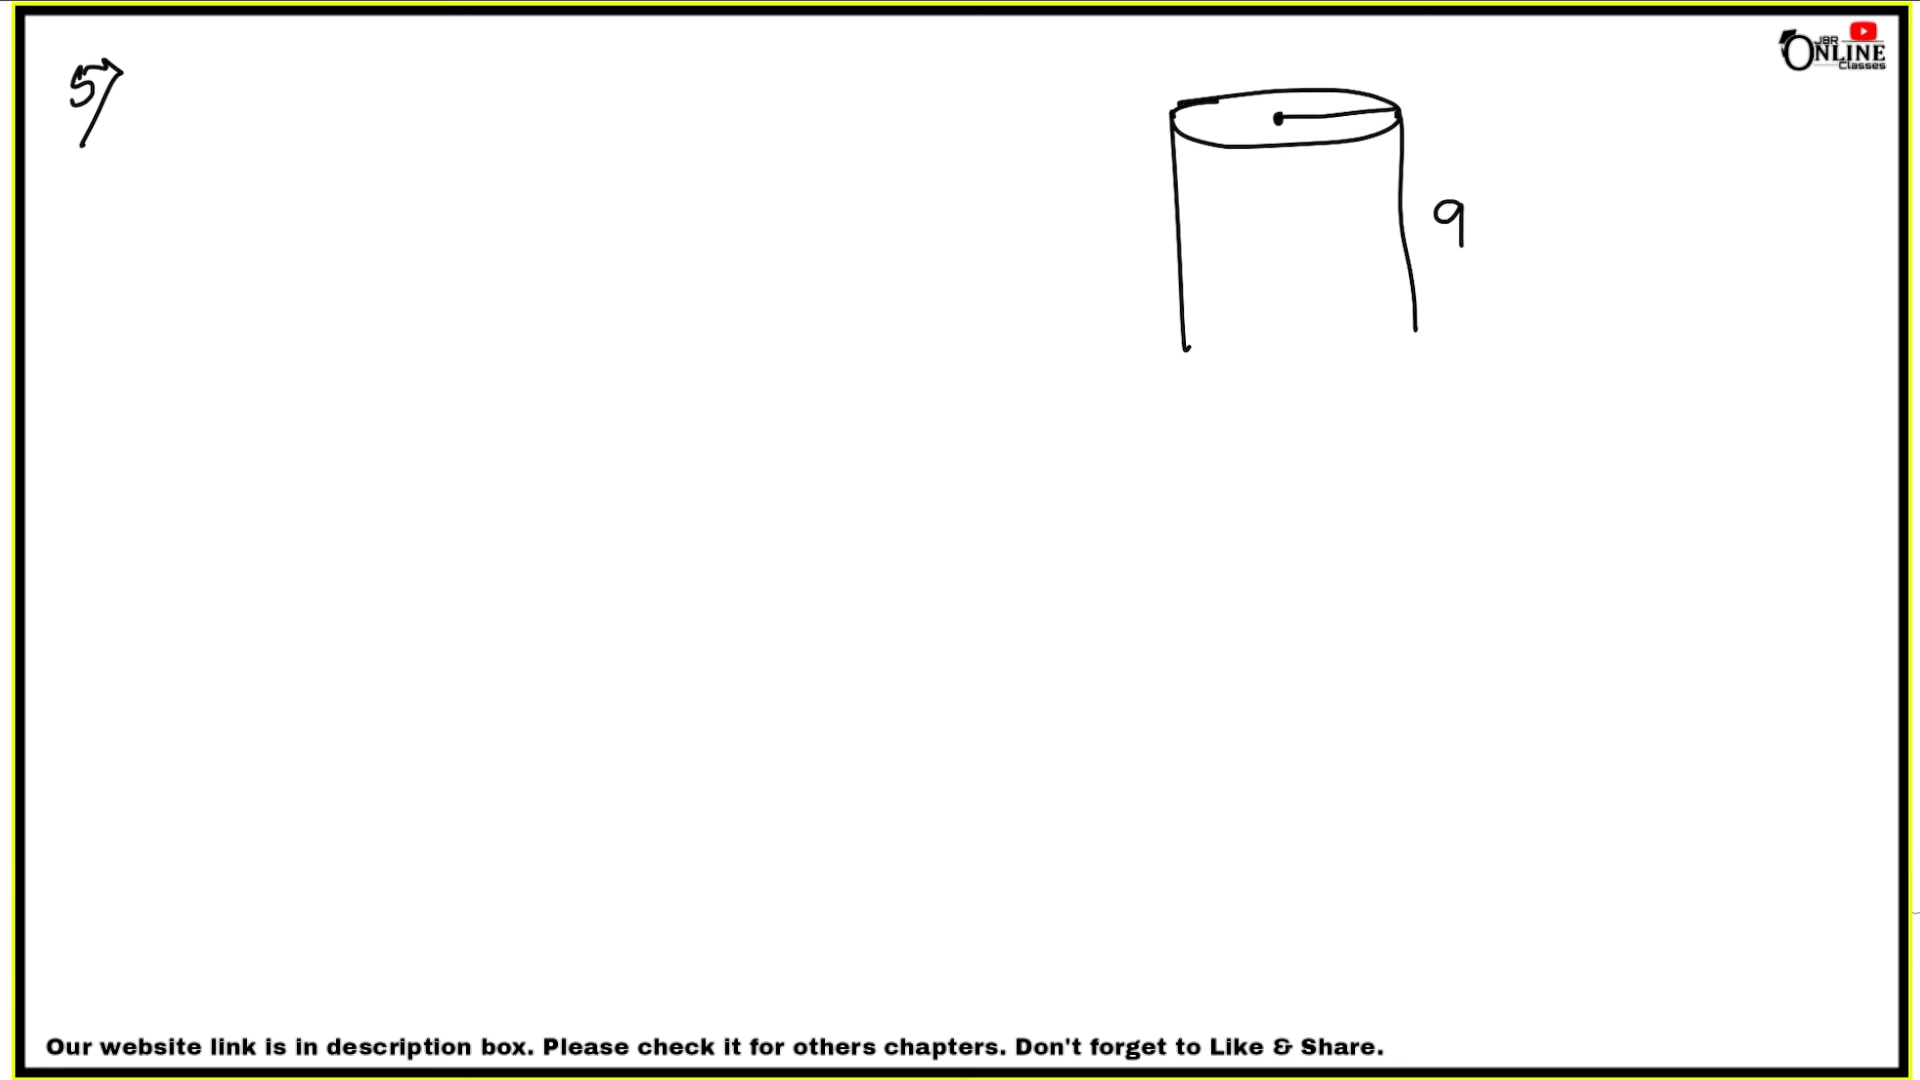 5/
JBR
ONLINE
Classes
9
Our website link is in description box. Please check it for others chapters. Don't forget to Like & Share.